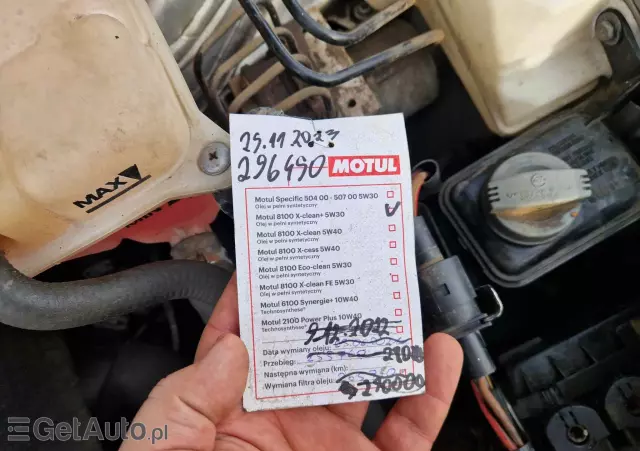 25.11 2023
296490 MOTUL
Motul Specific 504 00 - 507 00 5W30
Olej w pełni syntetyczny
Motul 8100 X-clean+ 5W30
Olej w pełni syntetyczny
Motul 8100 X-clean 5W40
Olej w pełni syntetyczny
Motul 8100 X-cess 5W40
Olej w pełni syntetyczny
Motul 8100 Eco-clean 5W30
Olej w pełni syntetyczny
Motul 8100 X-clean FE 5W30
Olej w pełni syntetyczny
Motul 6100 Synergie+ 10W40
Technosynthese®
Motul 2100 Power Plus 10W40
Technosynthese®
Data wymiany oleju:
Przebieg:
Następna wymiana (km):
Wymiana filtra oleju:
MAX
GetAuto.pl